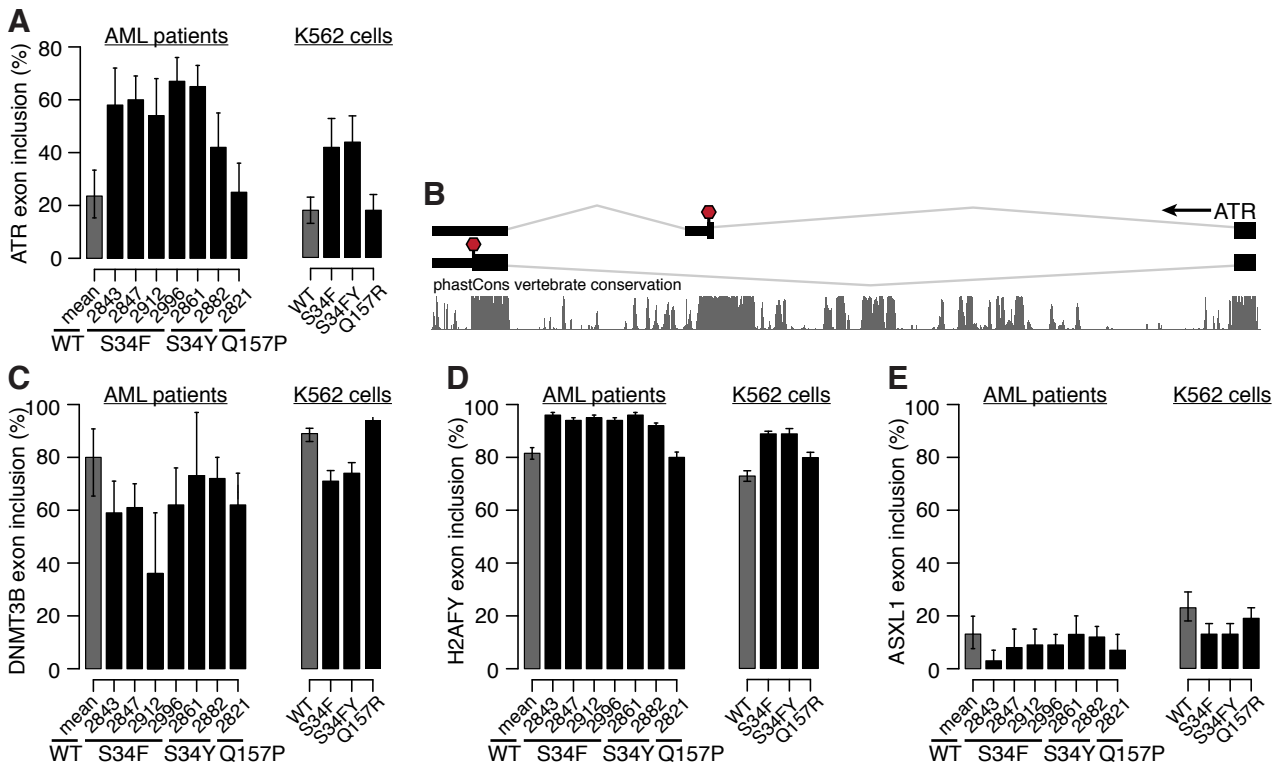 A
AML patients
K562 cells
ATR exon inclusion (%)
80
60
40
20
0
mean
2843
2847
2912
2996
2861
2882
2821
WT
S34F
S34Y
Q157P
WT
S34F
S34FY
Q157R
B
ATR
phastCons vertebrate conservation
C
AML patients
K562 cells
DNMT3B exon inclusion (%)
100
80
60
40
20
0
mean
2843
2847
2912
2996
2861
2882
2821
WT
S34F
S34Y
Q157P
WT
S34F
S34FY
Q157R
D
AML patients
K562 cells
H2AFY exon inclusion (%)
100
80
60
40
20
0
mean
2843
2847
2912
2996
2861
2882
2821
WT
S34F
S34Y
Q157P
WT
S34F
S34FY
Q157R
E
AML patients
K562 cells
ASXL1 exon inclusion (%)
100
80
60
40
20
0
mean
2843
2847
2912
2996
2861
2882
2821
WT
S34F
S34Y
Q157P
WT
S34F
S34FY
Q157R